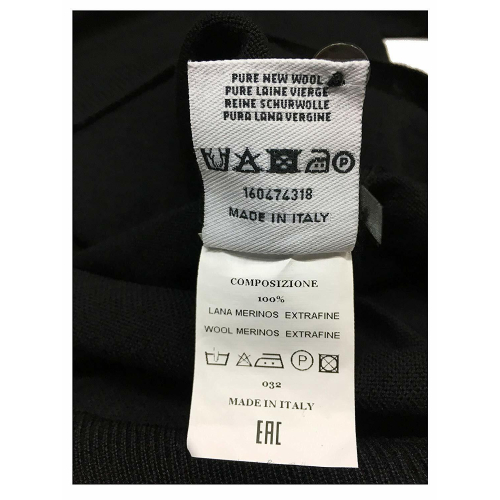 PURE NEW WOOL
PURE LAINE VIERGE
REINE SCHURWOLLE
PURA LANA VERGINE
P
160474318
MADE IN ITALY
COMPOSIZIONE
100%
LANA MERINOS EXTRAFINE
WOOL MERINOS EXTRAFINE
P
032
MADE IN ITALY
EAC